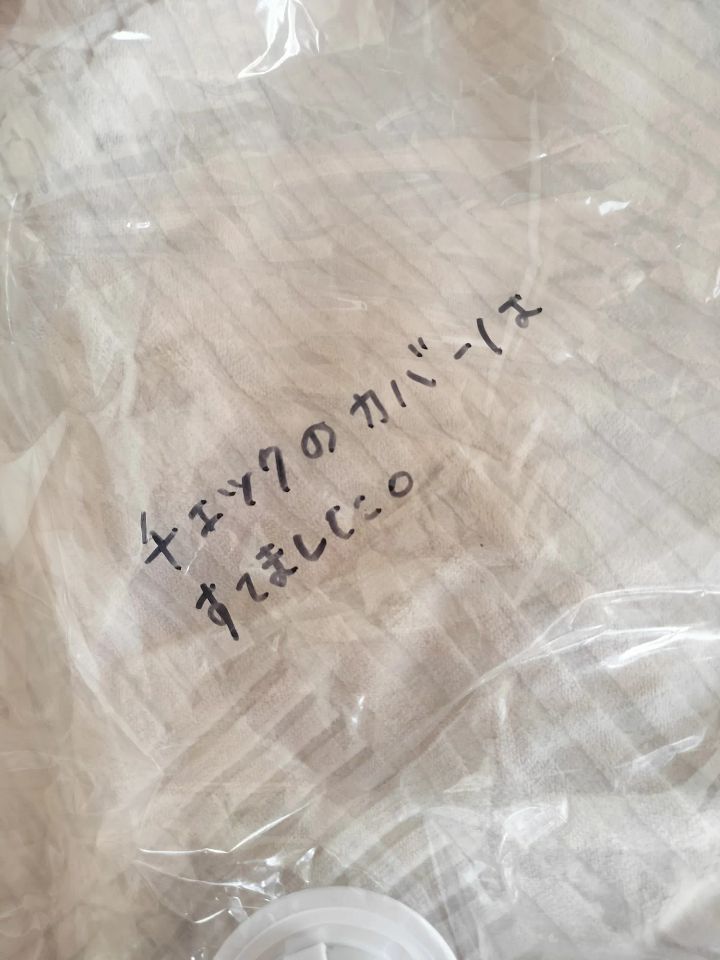 チェックのカバーは
すてました。